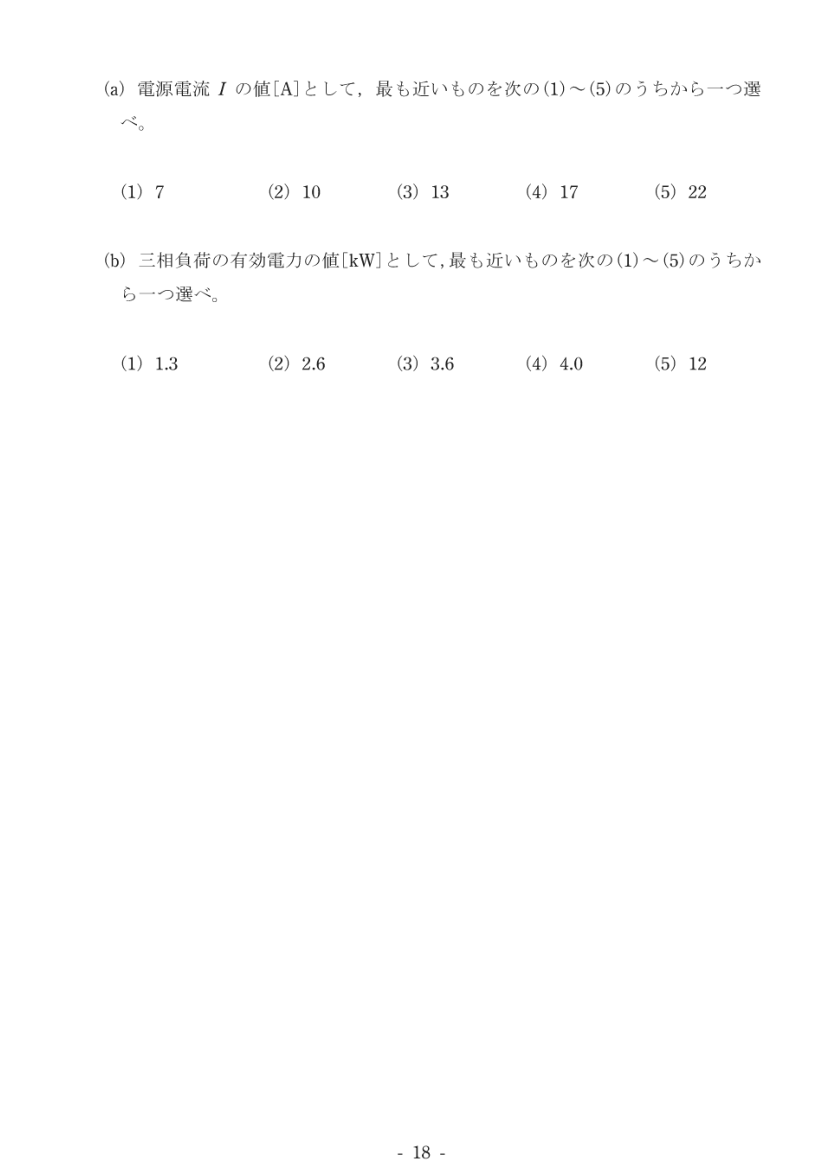 (a) 電源電流 I の値[A]として，最も近いものを次の(1)～(5)のうちから一つ選
べ。
(1) 7 (2) 10 (3) 13 (4) 17 (5) 22
(b) 三相負荷の有効電力の値[kW]として，最も近いものを次の(1)～(5)のうちか
ら一つ選べ。
(1) 1.3 (2) 2.6 (3) 3.6 (4) 4.0 (5) 12
- 18 -